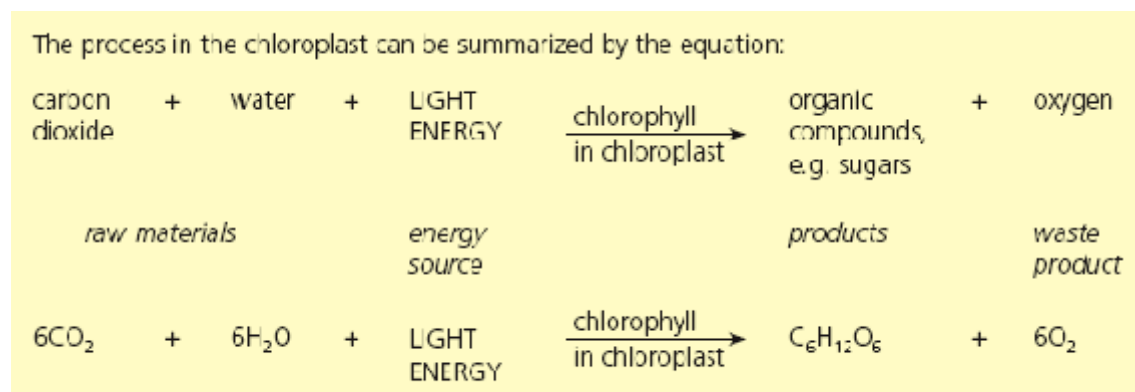 The process in the chloroplast can be summarized by the equation:
carbon dioxide + water + LIGHT ENERGY chlorophyll in chloroplast organic compounds, e.g. sugars + oxygen
raw materials energy source products waste product
6CO₂ + 6H₂O + LIGHT ENERGY chlorophyll in chloroplast C₆H₁₂O₆ + 6O₂